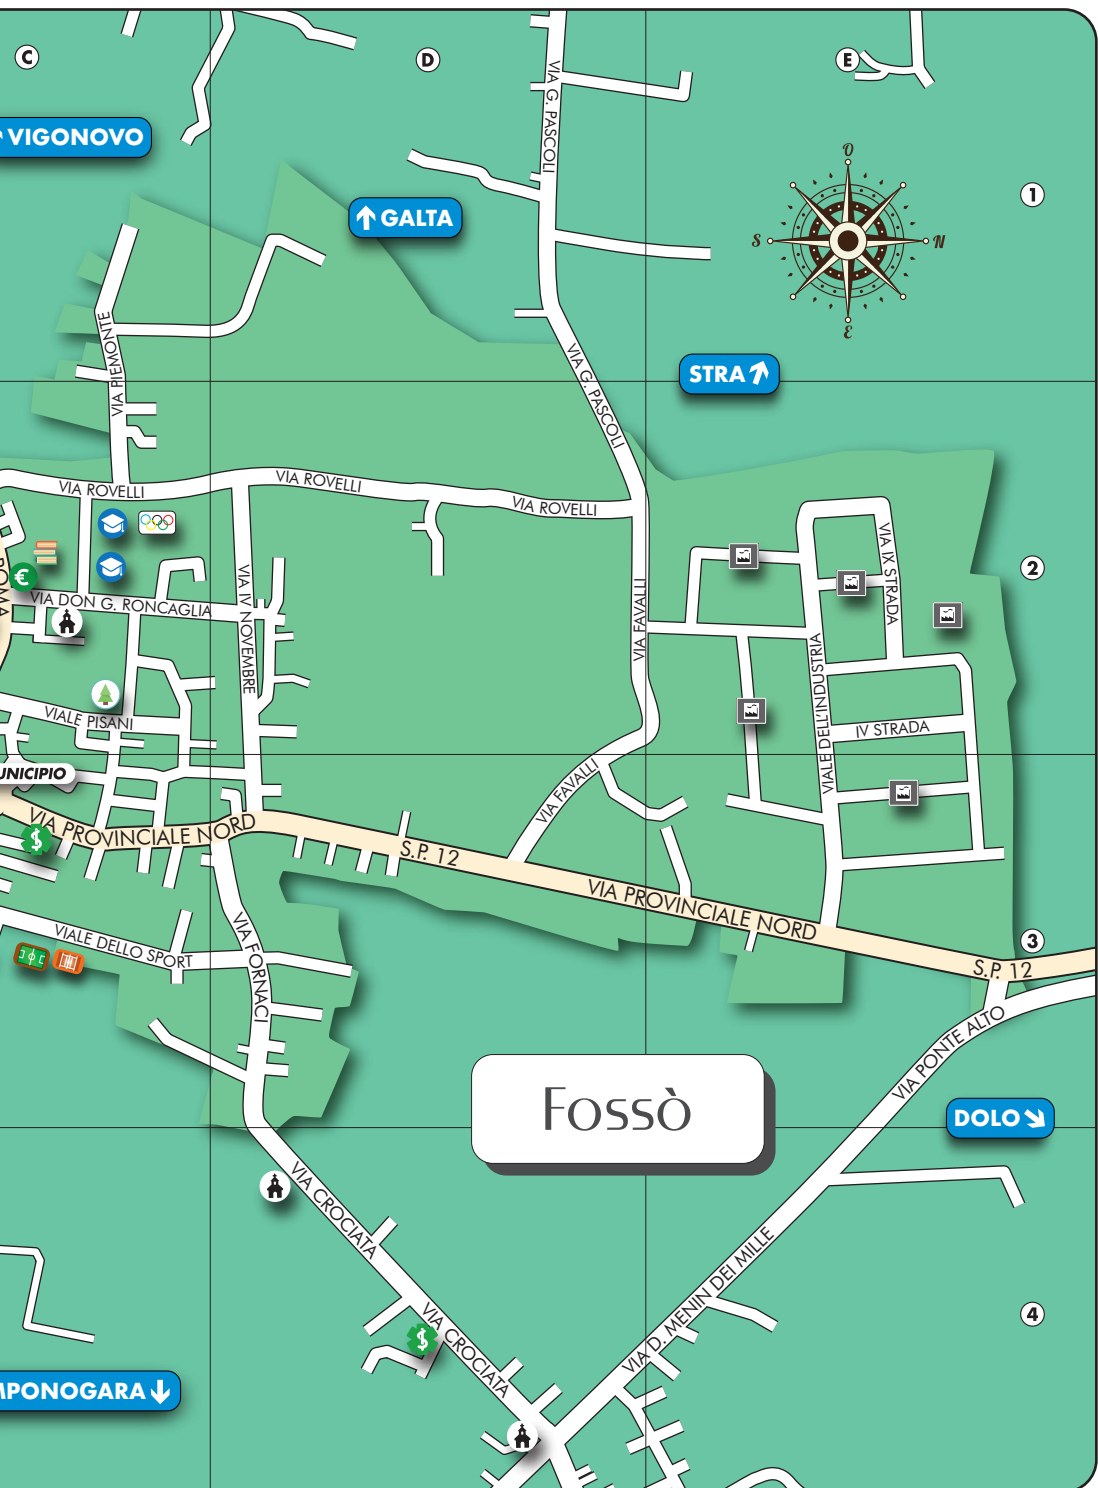 C
D
E
VIGONOVO
VIA G. PASCOLI
O
1
GALTA
S
N
E
VIA PIEMONTE
VIA G. PASCOLI
STRA
VIA ROVELLI
VIA ROVELLI
VIA ROVELLI
VIA IX STRADA
€
ROMA
VIA DON G. RONCAGLIA
VIA IV NOVEMBRE
VIA FAVALLI
2
VIALE DELL'INDUSTRIA
VIALE PISANI
IV STRADA
UNICIPIO
VIA FAVALLI
VIA PROVINCIALE NORD
S.P. 12
VIA PROVINCIALE NORD
VIALE DELLO SPORT
VIA FORNACI
3
S.P. 12
VIA PONTE ALTO
Fossò
DOLO
VIA CROCIATA
VIA D. MENIN DEI MILLE
4
VIA CROCIATA
MPONOGARA